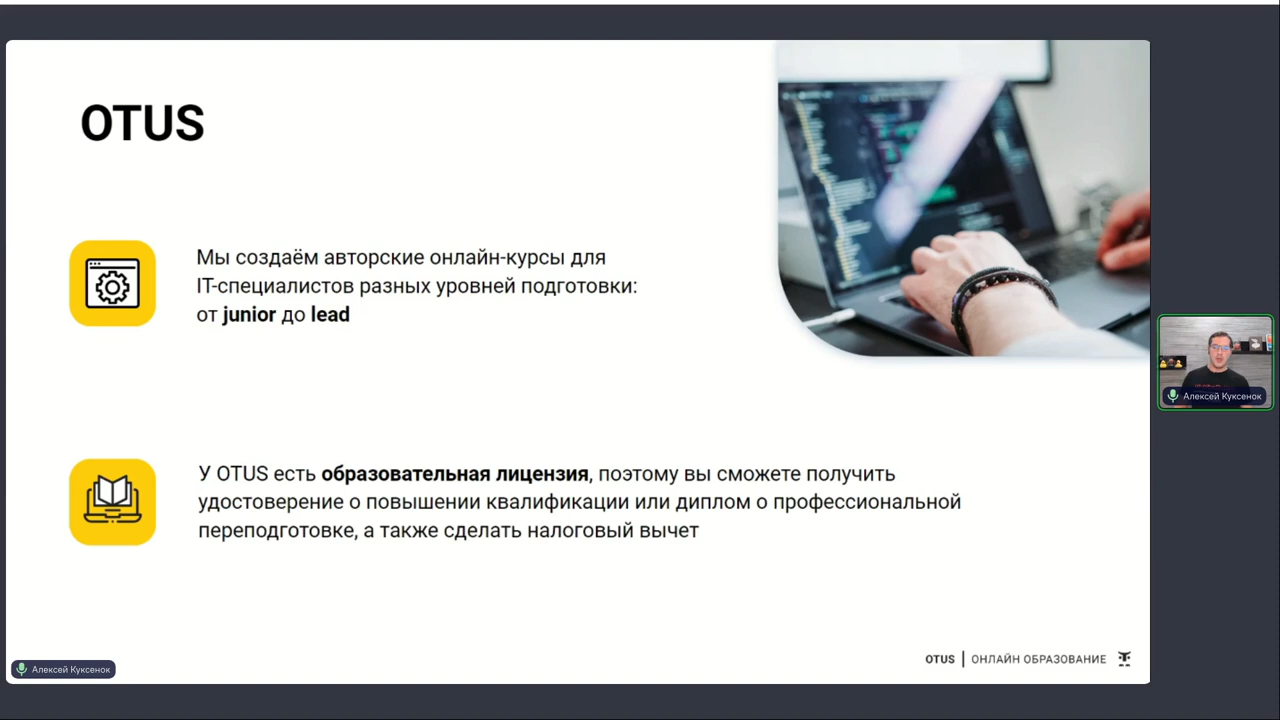 OTUS
Мы создаём авторские онлайн-курсы для
IT-специалистов разных уровней подготовки:
от junior до lead
У OTUS есть образовательная лицензия, поэтому вы сможете получить
удостоверение о повышении квалификации или диплом о профессиональной
переподготовке, а также сделать налоговый вычет
OTUS | ОНЛАЙН ОБРАЗОВАНИЕ
Алексей Куксенок
Алексей Куксенок